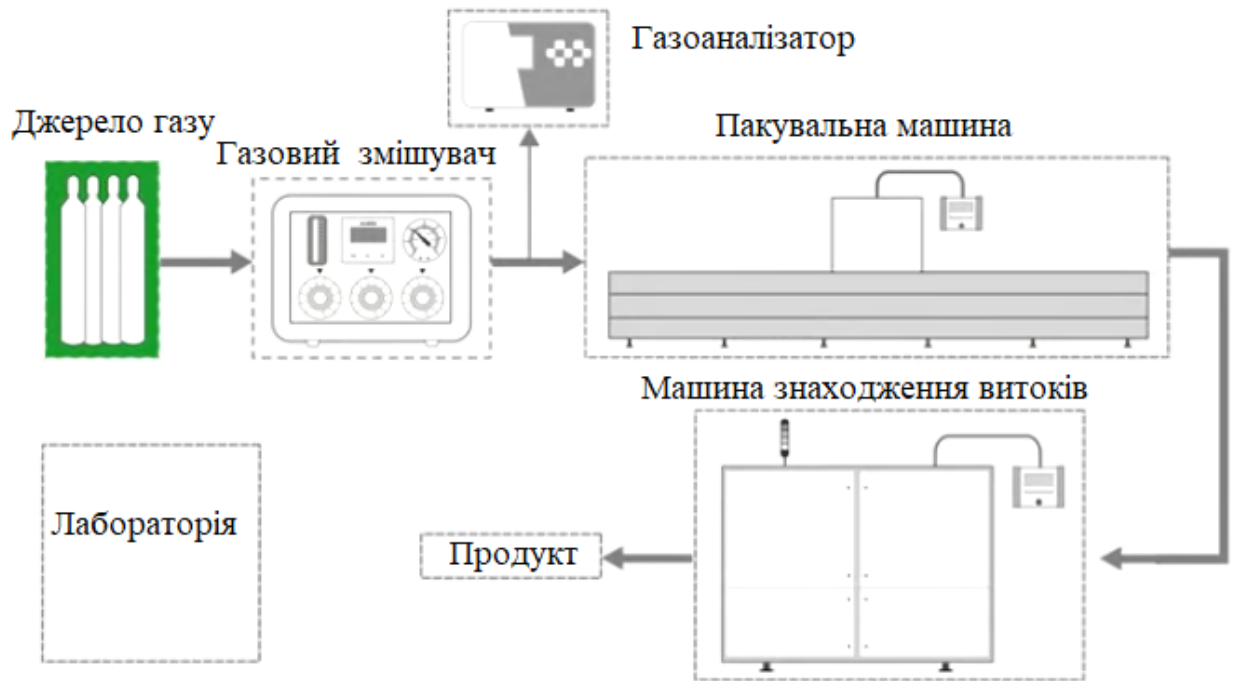 Газоаналізатор
Джерело газу
Газовий змішувач
Пакувальна машина
Машина знаходження витоків
Лабораторія
Продукт